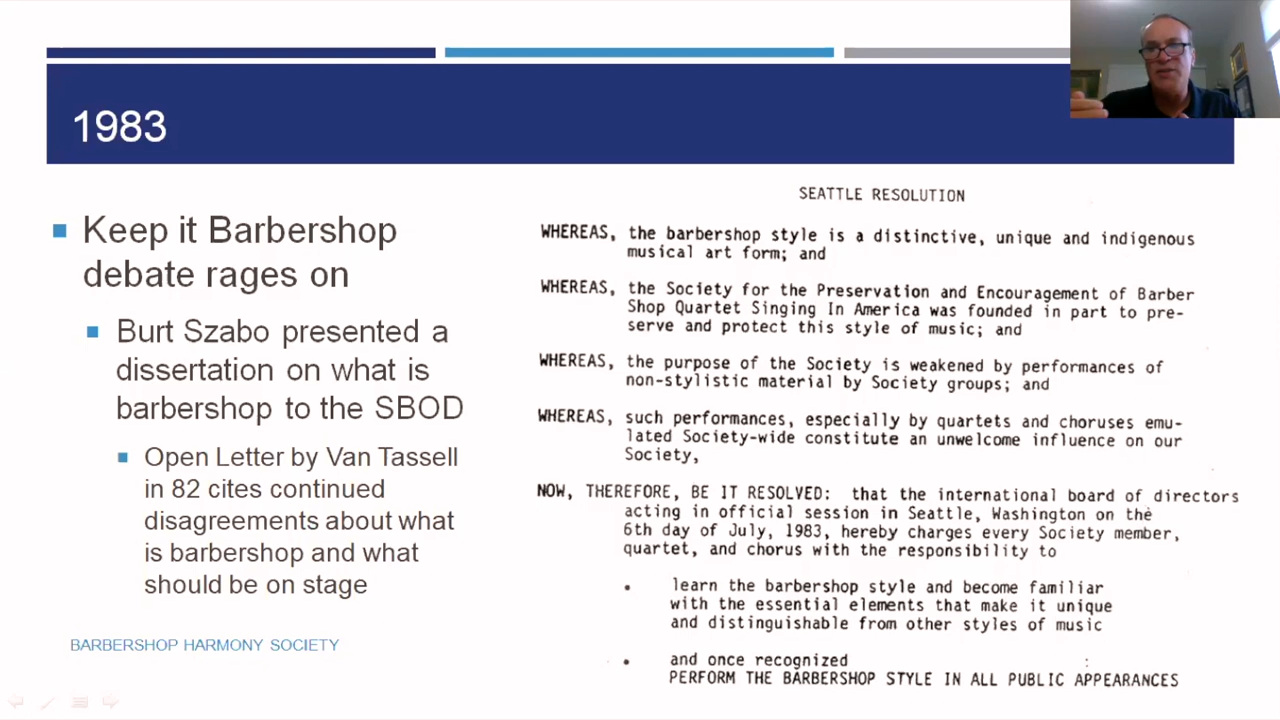 1983
Keep it Barbershop
debate rages on
Burt Szabo presented a
dissertation on what is
barbershop to the SBOD
Open Letter by Van Tassell
in 82 cites continued
disagreements about what
is barbershop and what
should be on stage
BARBERSHOP HARMONY SOCIETY
SEATTLE RESOLUTION
WHEREAS, the barbershop style is a distinctive, unique and indigenous
musical art form; and
WHEREAS, the Society for the Preservation and Encouragement of Barber
Shop Quartet Singing In America was founded in part to pre-
serve and protect this style of music; and
WHEREAS, the purpose of the Society is weakened by performances of
non-stylistic material by Society groups; and
WHEREAS, such performances, especially by quartets and choruses emu-
lated Society-wide constitute an unwelcome influence on our
Society,
NOW, THEREFORE, BE IT RESOLVED: that the international board of directors
acting in official session in Seattle, Washington on the
6th day of July, 1983, hereby charges every Society member,
quartet, and chorus with the responsibility to
learn the barbershop style and become familiar
with the essential elements that make it unique
and distinguishable from other styles of music
and once recognized
PERFORM THE BARBERSHOP STYLE IN ALL PUBLIC APPEARANCES